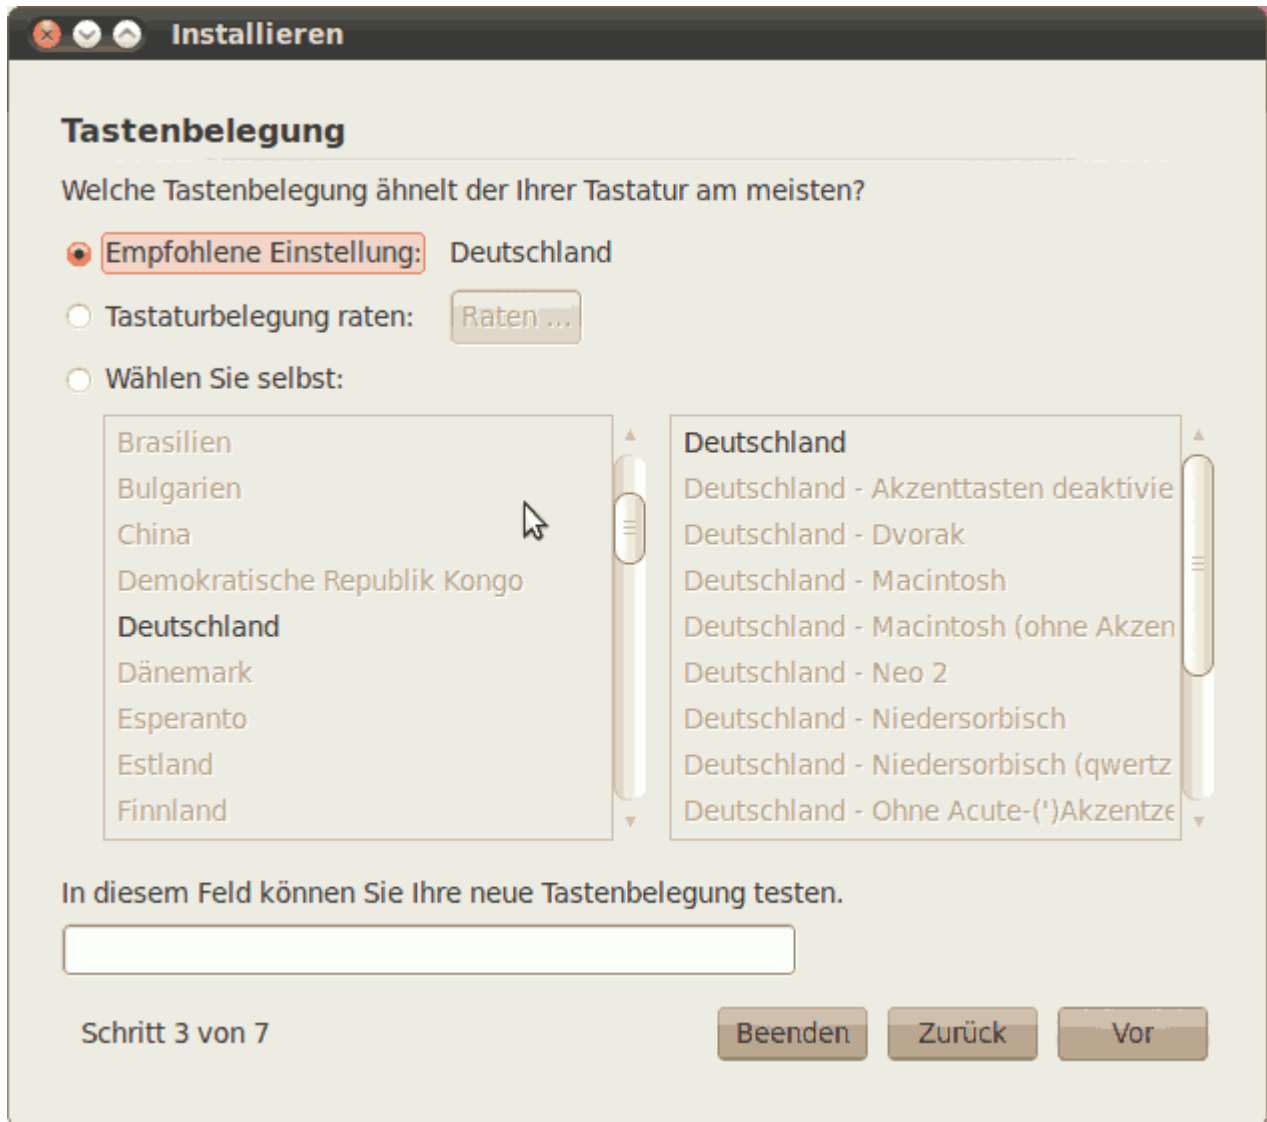 Installieren
Tastenbelegung
Welche Tastenbelegung ähnelt der Ihrer Tastatur am meisten?
Empfohlene Einstellung: Deutschland
Tastaturbelegung raten: Raten ...
Wählen Sie selbst:
Brasilien
Bulgarien
China
Demokratische Republik Kongo
Deutschland
Dänemark
Esperanto
Estland
Finnland
Deutschland
Deutschland - Akzenttasten deaktivie
Deutschland - Dvorak
Deutschland - Macintosh
Deutschland - Macintosh (ohne Akzen
Deutschland - Neo 2
Deutschland - Niedersorbisch
Deutschland - Niedersorbisch (qwertz
Deutschland - Ohne Acute-(')Akzentze
In diesem Feld können Sie Ihre neue Tastenbelegung testen.
Schritt 3 von 7
Beenden Zurück Vor